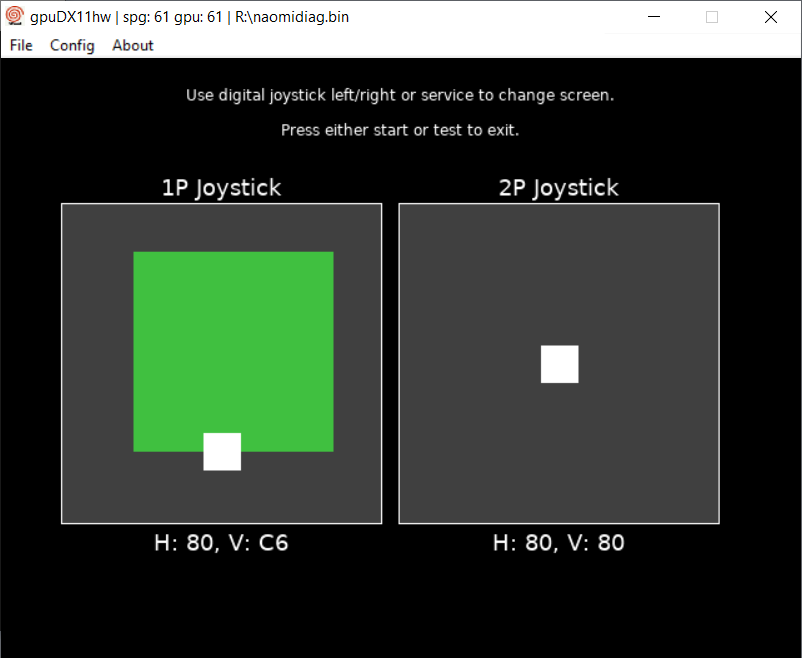 gpuDX11hw | spg: 61 gpu: 61 | R:\naomidiag.bin
File Config About
Use digital joystick left/right or service to change screen.
Press either start or test to exit.
1P Joystick 2P Joystick
H: 80, V: C6 H: 80, V: 80